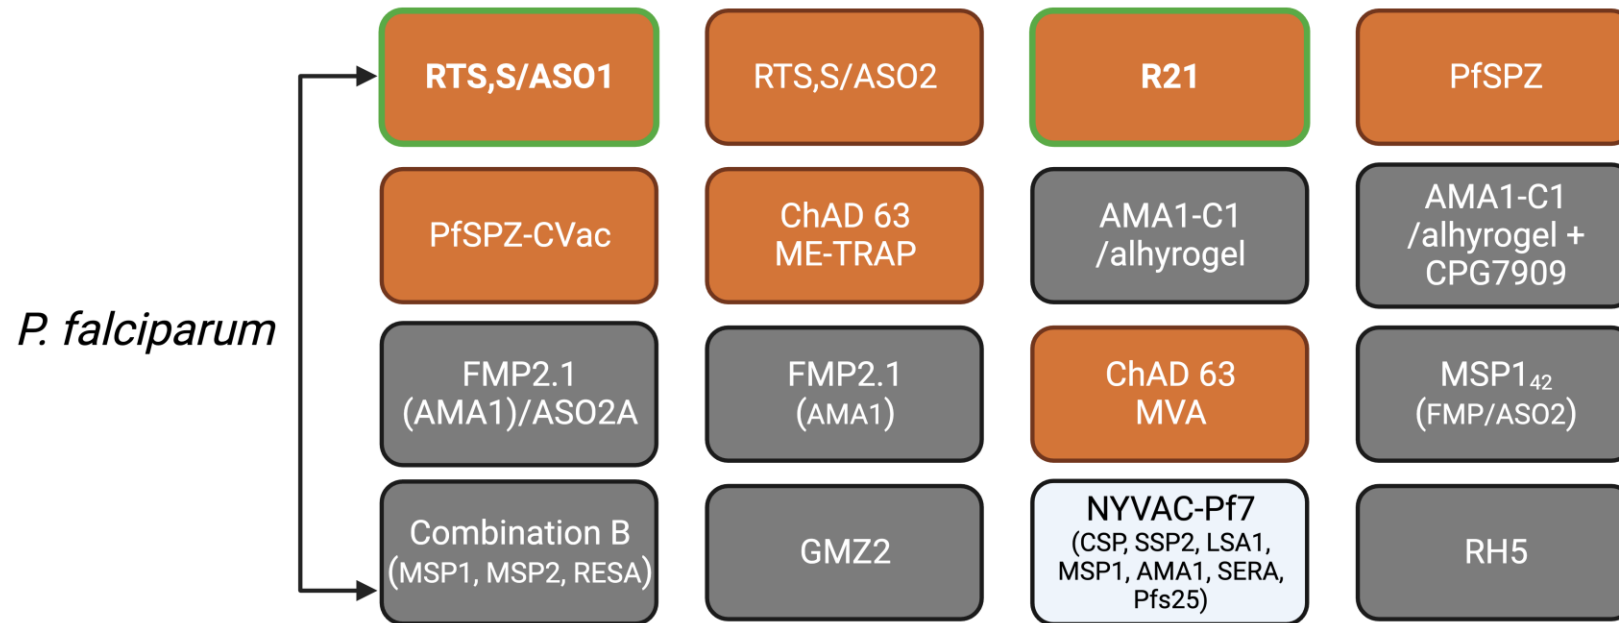 RTS,S/ASO1
RTS,S/ASO2
R21
PfSPZ
PfSPZ-CVac
ChAD 63
ME-TRAP
AMA1-C1
/alhyrogel
AMA1-C1
/alhyrogel +
CPG7909
P. falciparum
FMP2.1
(AMA1)/ASO2A
FMP2.1
(AMA1)
ChAD 63
MVA
MSP1₄₂
(FMP/ASO2)
Combination B
(MSP1, MSP2, RESA)
GMZ2
NYVAC-Pf7
(CSP, SSP2, LSA1,
MSP1, AMA1, SERA,
Pfs25)
RH5